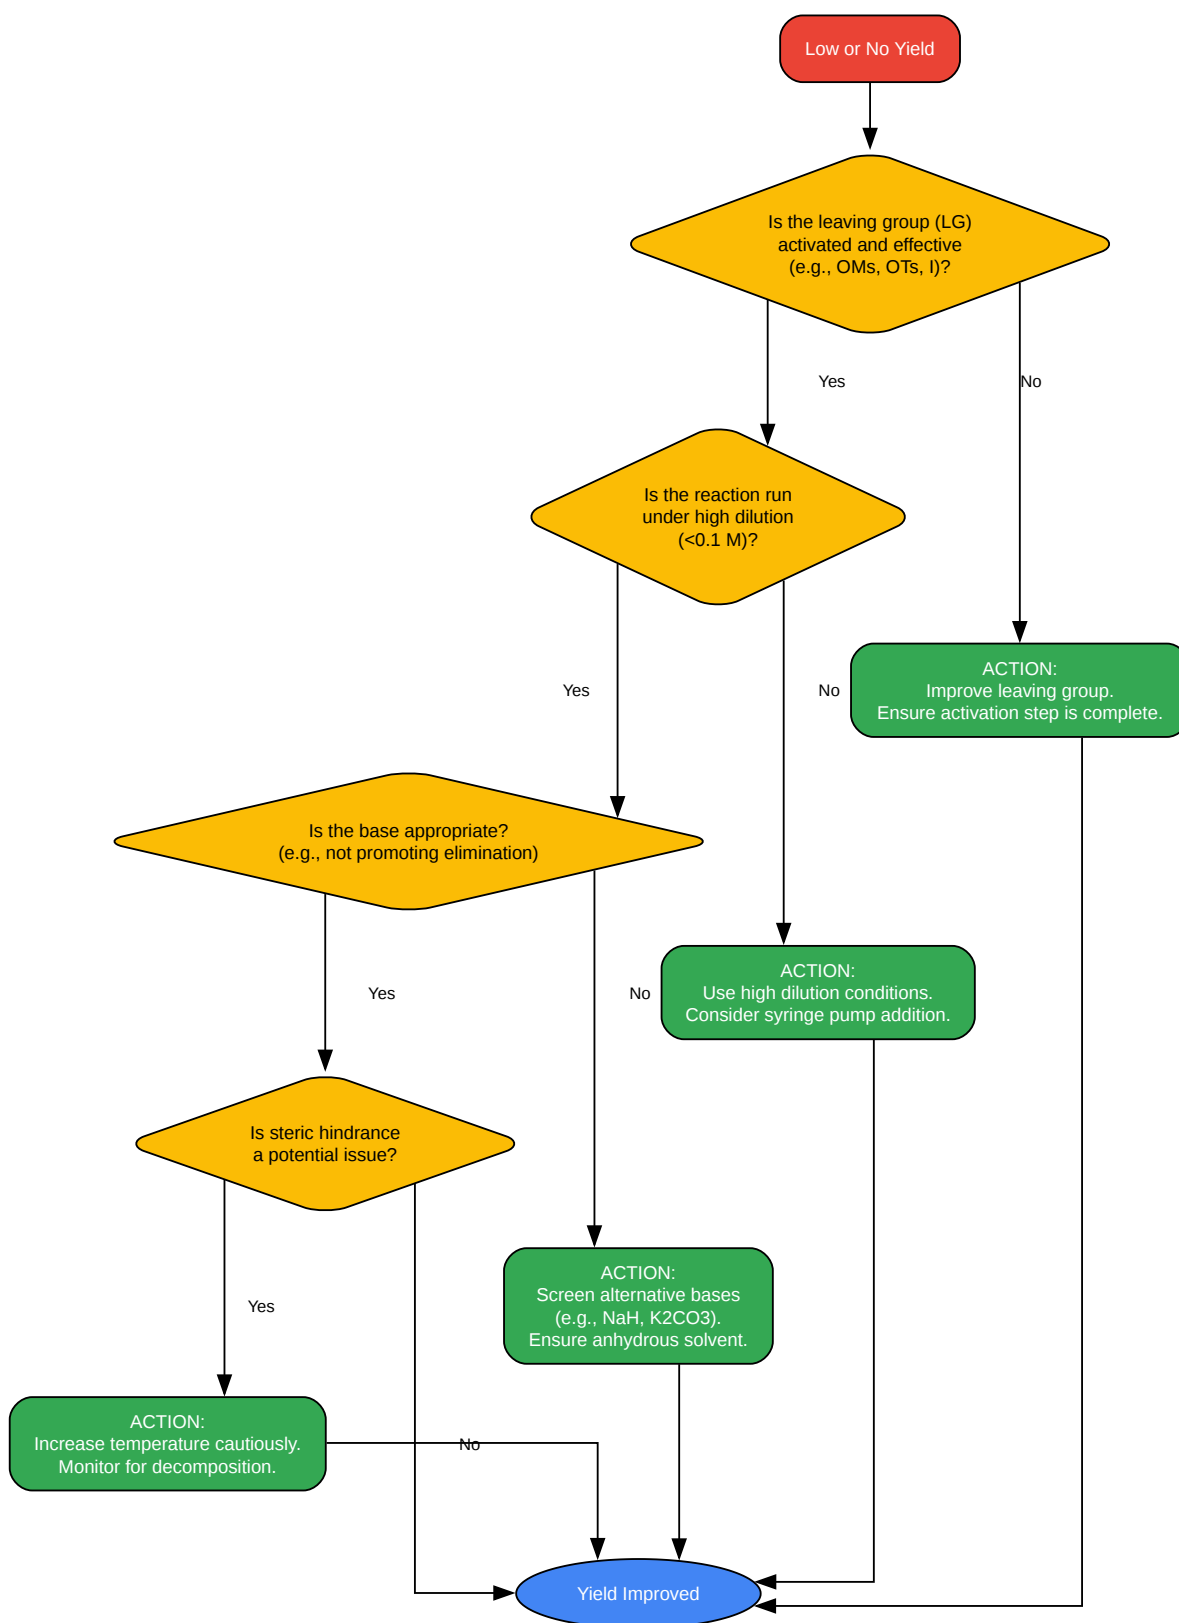 Low or No Yield
Is the leaving group (LG)
activated and effective
(e.g., OMs, OTs, I)?
Yes
No
Is the reaction run
under high dilution
(<0.1 M)?
Yes
No
ACTION:
Improve leaving group.
Ensure activation step is complete.
Is the base appropriate?
(e.g., not promoting elimination)
Yes
No
ACTION:
Use high dilution conditions.
Consider syringe pump addition.
Is steric hindrance
a potential issue?
Yes
ACTION:
Screen alternative bases
(e.g., NaH, K2CO3).
Ensure anhydrous solvent.
ACTION:
Increase temperature cautiously.
Monitor for decomposition.
No
Yield Improved